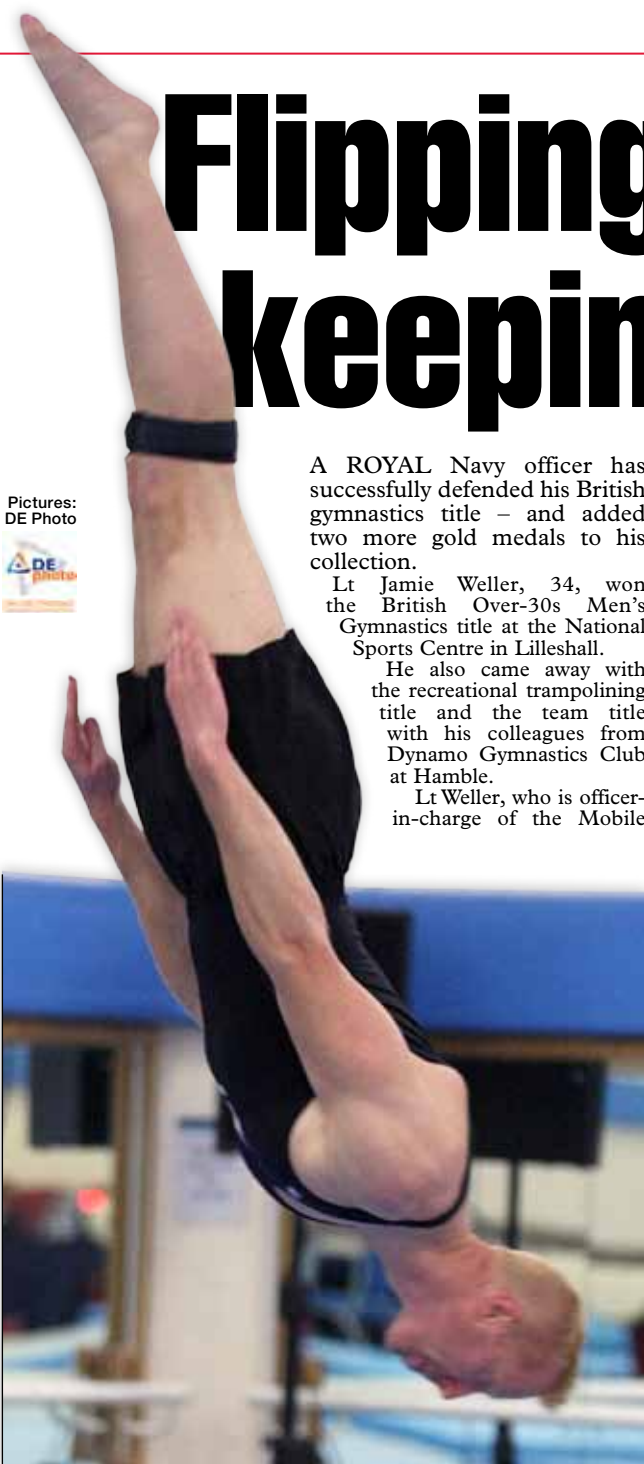 Flipping
keepin
Pictures:
DE Photo
DE
photo
A ROYAL Navy officer has
successfully defended his British
gymnastics title – and added
two more gold medals to his
collection.
Lt Jamie Weller, 34, won
the British Over-30s Men’s
Gymnastics title at the National
Sports Centre in Lilleshall.
He also came away with
the recreational trampolining
title and the team title
with his colleagues from
Dynamo Gymnastics Club
at Hamble.
Lt Weller, who is officer-
in-charge of the Mobile